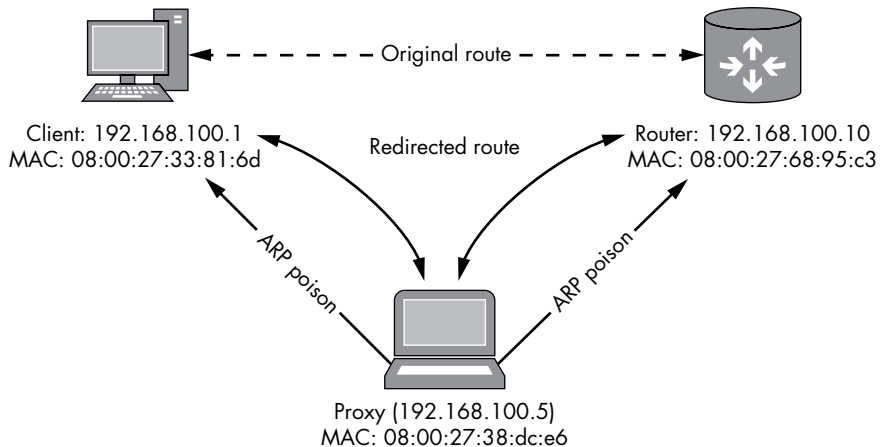 Original route
Client: 192.168.100.1
MAC: 08:00:27:33:81:6d
Router: 192.168.100.10
MAC: 08:00:27:68:95:c3
Redirected route
ARP poison
ARP poison
Proxy (192.168.100.5)
MAC: 08:00:27:38:dc:e6